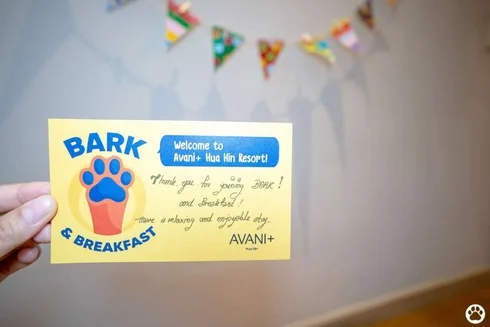 BARK
& BREAKFAST
Welcome to
Avani+ Hua Hin Resort!
Thank you for joining BARK!
and Breakfast!
Have a relaxing and enjoyable stay.
AVANI+